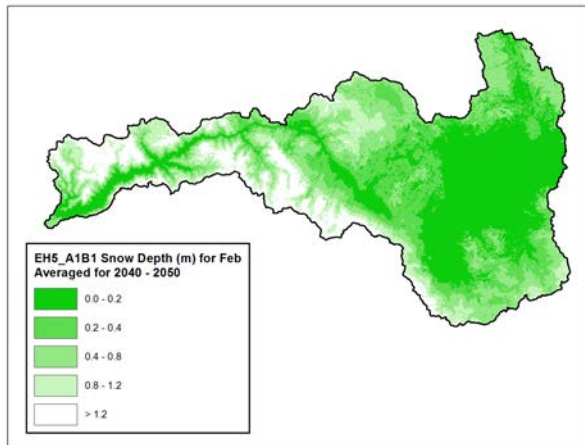 EH5_A1B1 Snow Depth (m) for Feb
Averaged for 2040 - 2050
0.0 - 0.2
0.2 - 0.4
0.4 - 0.8
0.8 - 1.2
> 1.2